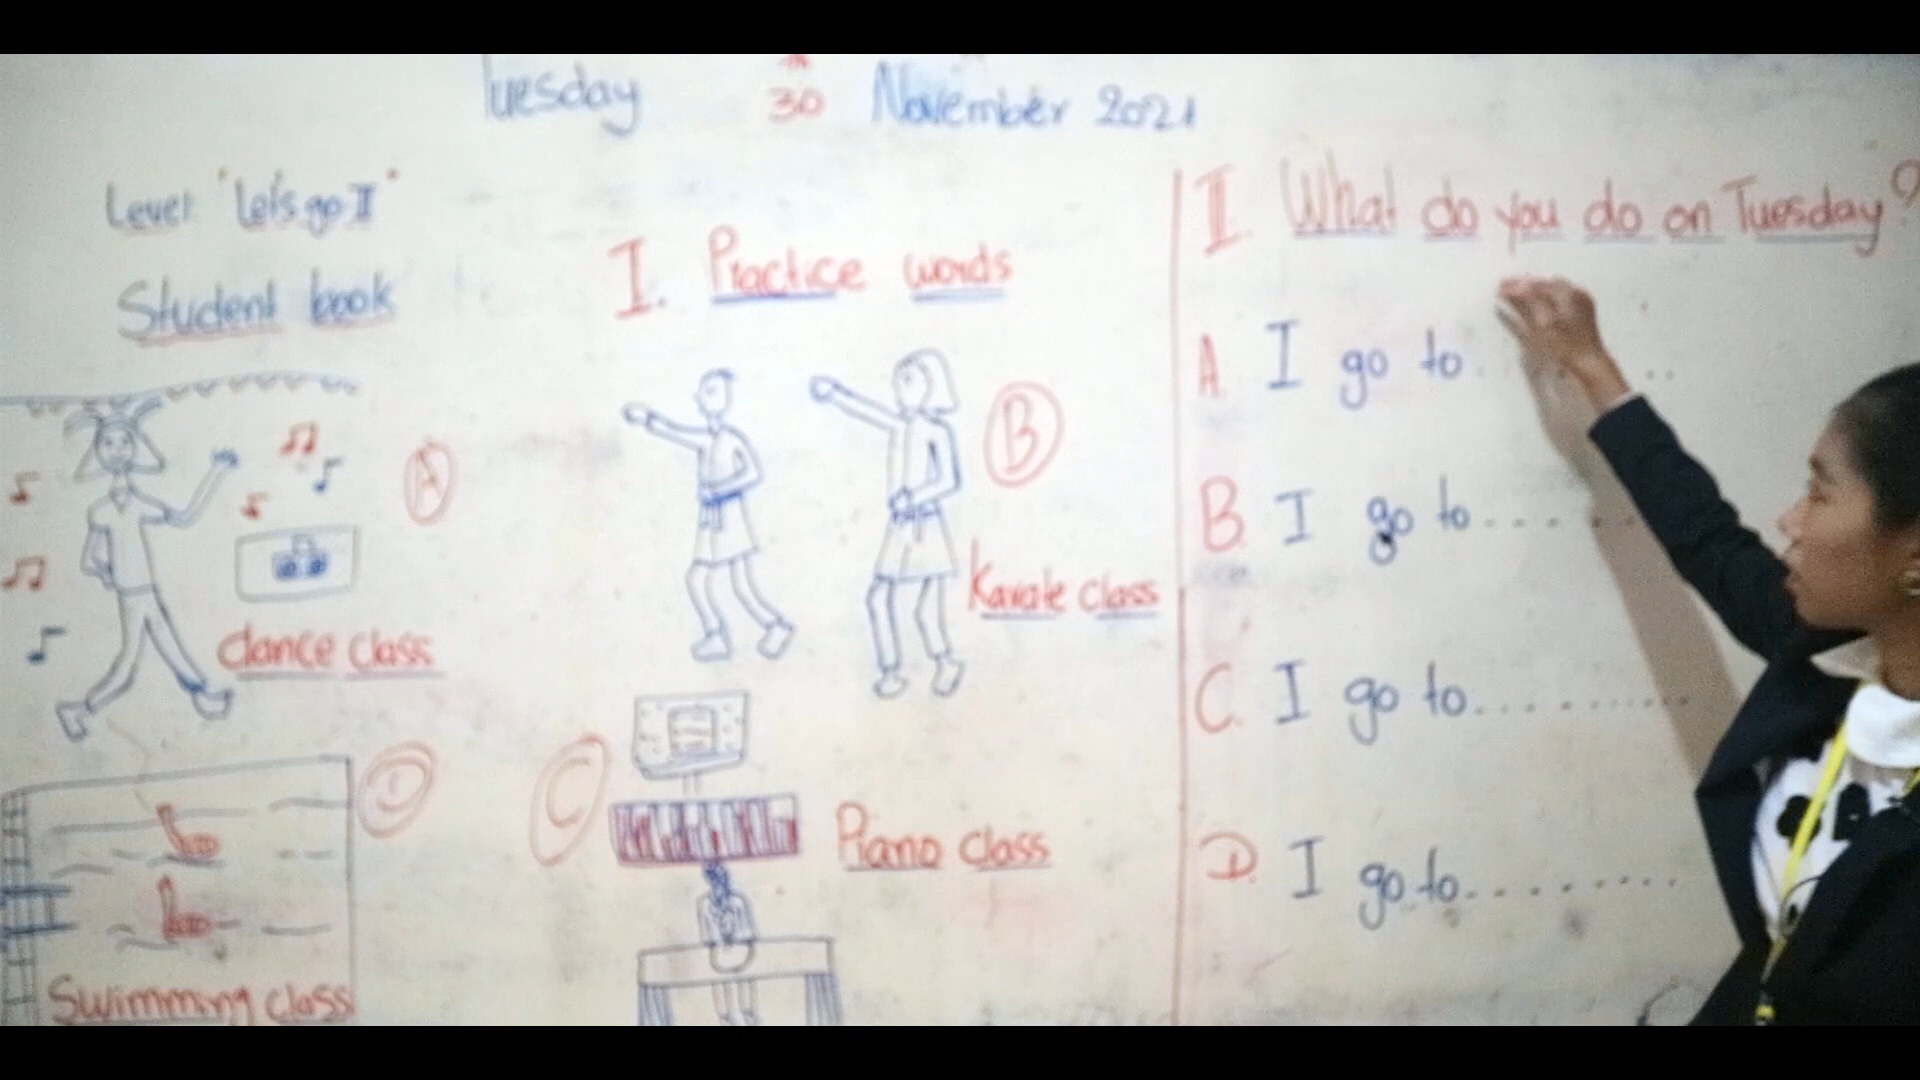 Tuesday 30th November 2021
Level "Let's go II"
Student book
I. Practice words
A
dance class
B
Karate class
D
Swimming class
C
Piano class
II. What do you do on Tuesday?
A. I go to..........
B. I go to..........
C. I go to..........
D. I go to..........